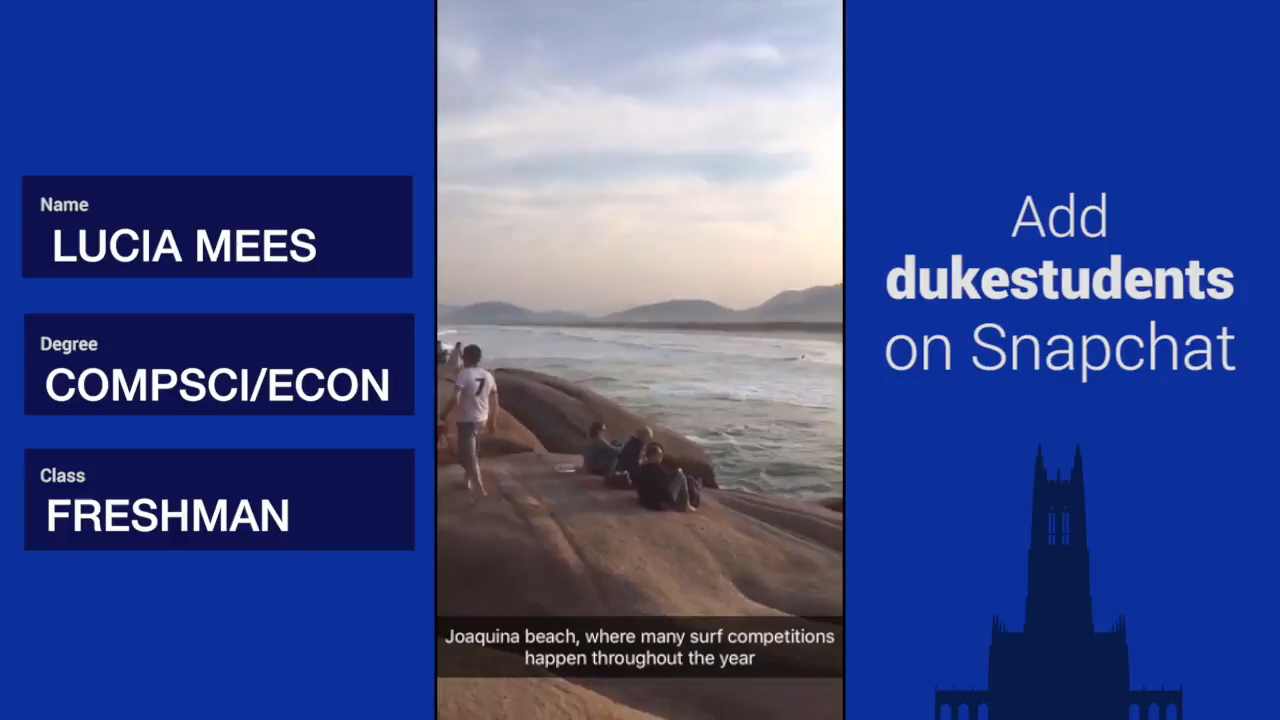 Name
LUCIA MEES
Degree
COMPSCI/ECON
Class
FRESHMAN
7
Joaquina beach, where many surf competitions
happen throughout the year
Add
dukestudents
on Snapchat